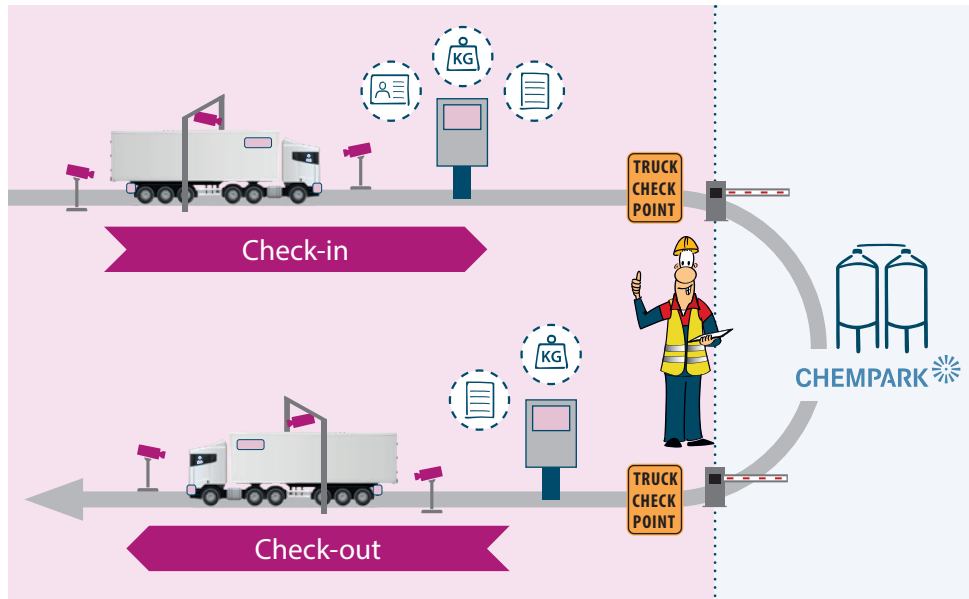 KG
TRUCK
CHECK
POINT
Check-in
CHEMPARK
KG
TRUCK
CHECK
POINT
Check-out